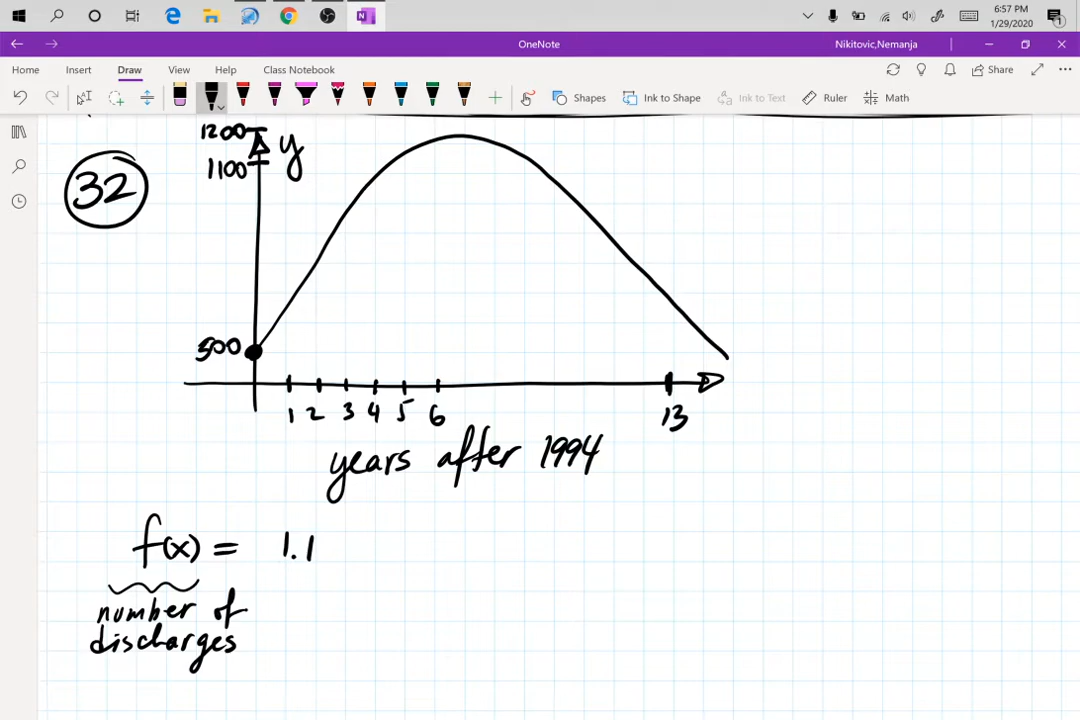 6:57 PM
1/29/2020
1
OneNote
Nikitovic,Nemanja
Home Insert Draw View Help Class Notebook
Share
Shapes Ink to Shape Ink to Text Ruler Math
1200 y
32 1100
500
1 2 3 4 5 6 13
years after 1994
f(x) = 1.1
number of
discharges